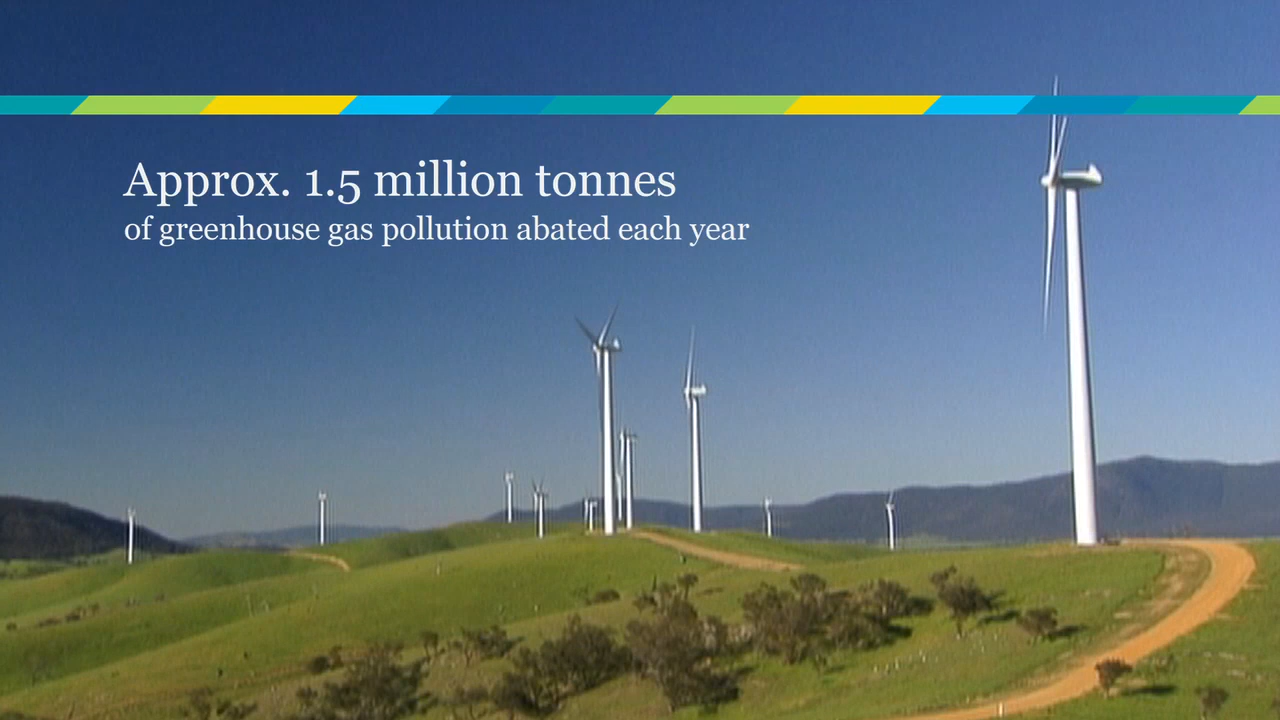 Approx. 1.5 million tonnes
of greenhouse gas pollution abated each year